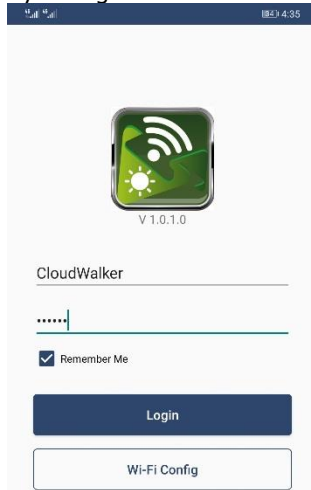 4:35
V 1.0.1.0
CloudWalker
••••••
Remember Me
Login
Wi-Fi Config